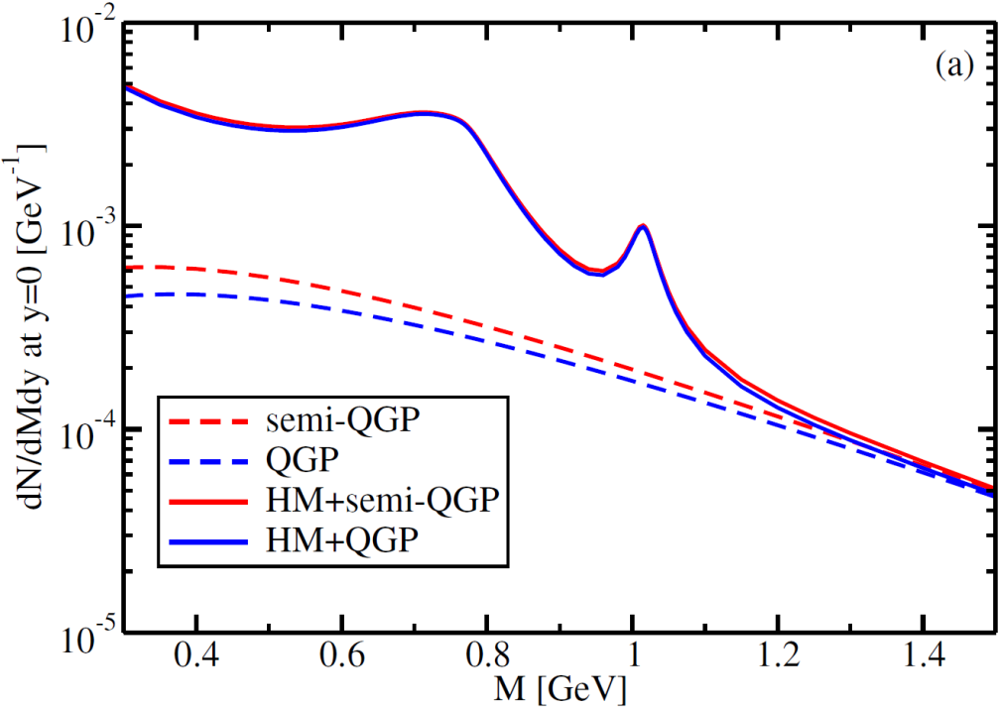 (a)
dN/dMdy at y=0 [GeV⁻¹]
10⁻²
10⁻³
10⁻⁴
10⁻⁵
semi-QGP
QGP
HM+semi-QGP
HM+QGP
0.4 0.6 0.8 1 1.2 1.4
M [GeV]